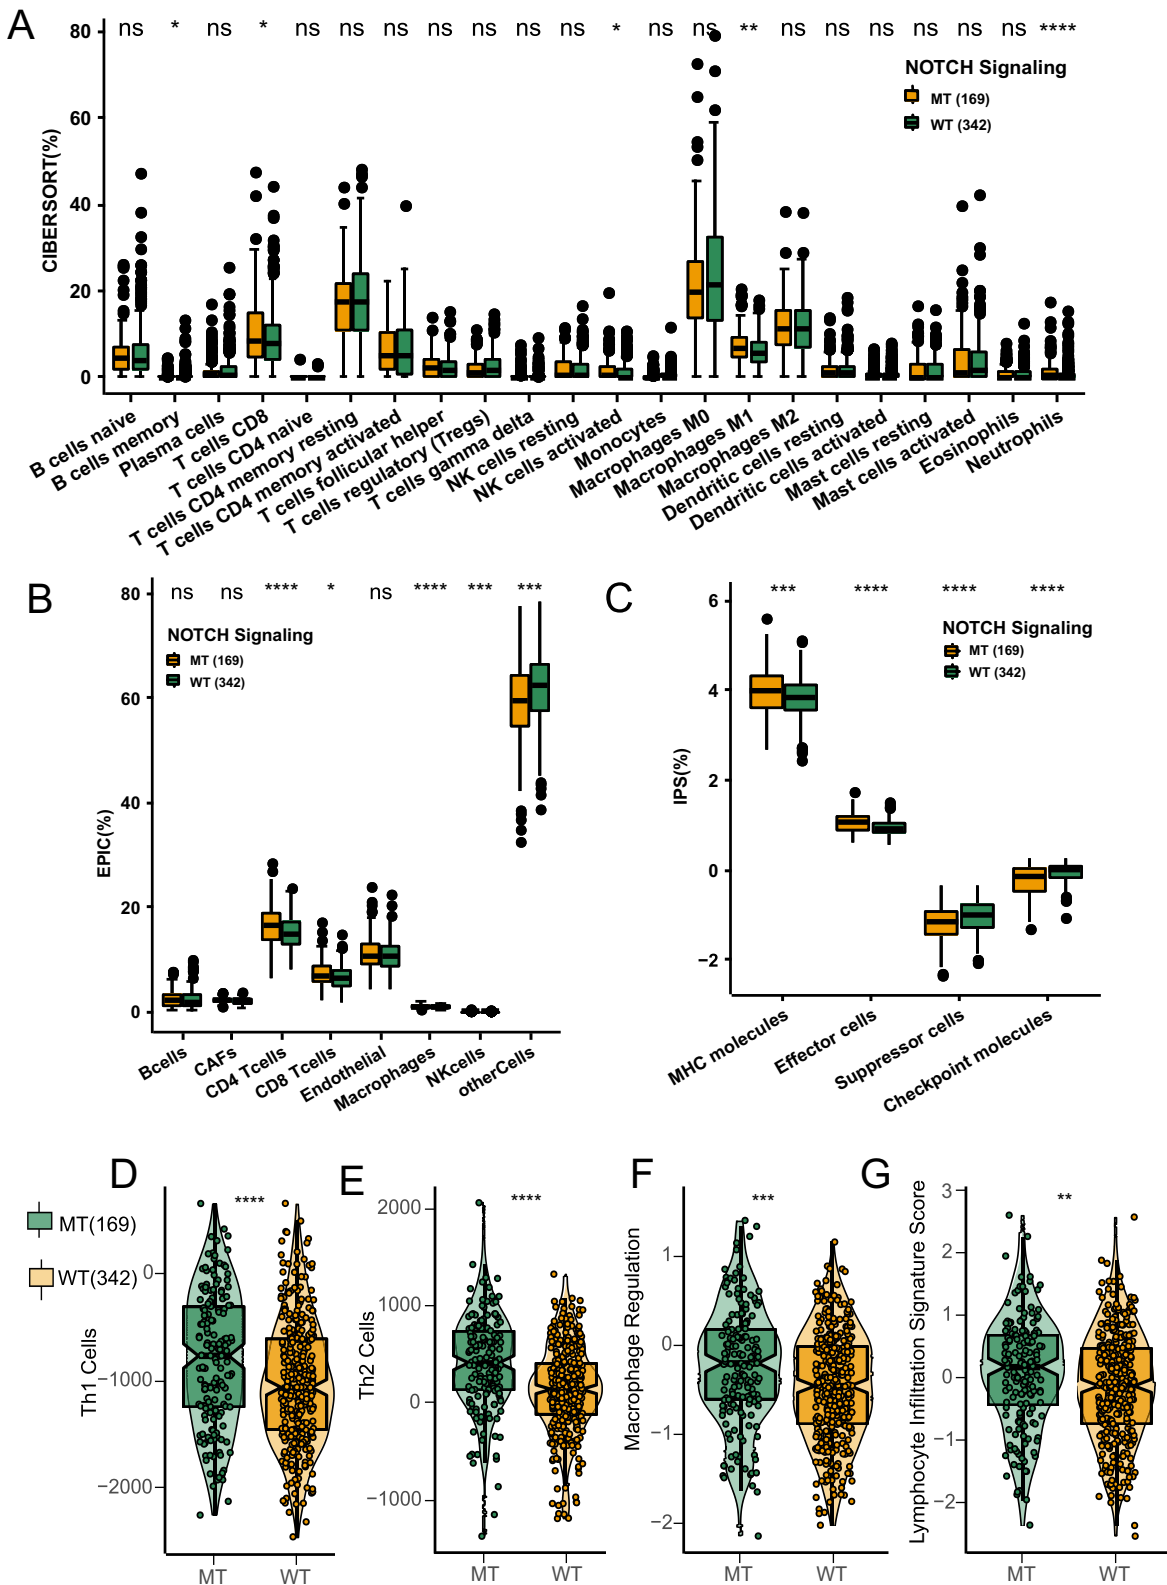 A
ns * ns * ns ns ns ns ns ns ns * ns ns ** ns ns ns ns ns ns ****
NOTCH Signaling
MT (169)
WT (342)
CIBERSORT(%)
80
60
40
20
0
B cells naive
B cells memory
Plasma cells
T cells CD8
T cells CD4 naive
T cells CD4 memory resting
T cells CD4 memory activated
T cells follicular helper
T cells regulatory (Tregs)
T cells gamma delta
NK cells resting
NK cells activated
Monocytes
Macrophages M0
Macrophages M1
Macrophages M2
Dendritic cells resting
Dendritic cells activated
Mast cells resting
Mast cells activated
Eosinophils
Neutrophils
B
ns ns **** * ns **** *** ***
NOTCH Signaling
MT (169)
WT (342)
EPIC(%)
80
60
40
20
0
Bcells
CAFs
CD4 Tcells
CD8 Tcells
Endothelial
Macrophages
NKcells
otherCells
C
*** **** **** ****
NOTCH Signaling
MT (169)
WT (342)
IPS(%)
6
4
2
0
−2
MHC molecules
Effector cells
Suppressor cells
Checkpoint molecules
MT(169)
WT(342)
D
****
Th1 Cells
0
−1000
−2000
MT WT
E
****
Th2 Cells
2000
1000
0
−1000
MT WT
F
***
Macrophage Regulation
1
0
−1
−2
MT WT
G
**
Lymphocyte Infiltration Signature Score
3
2
1
0
−1
−2
MT WT